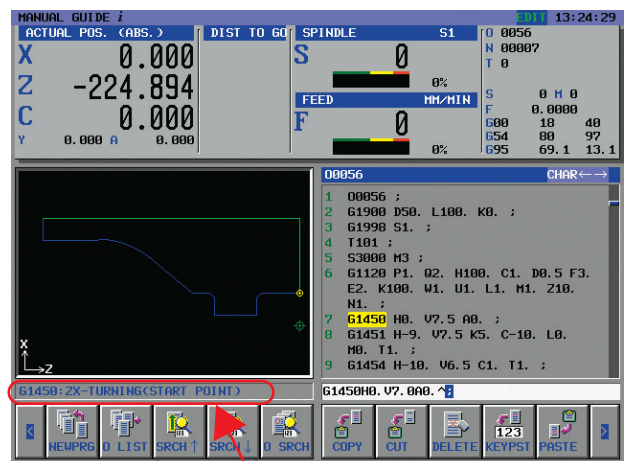 MANUAL GUIDE i EDIT 13:24:29
ACTUAL POS. (ABS.) DIST TO GO SPINDLE S1 O 0056
X 0.000 S 0 N 00007
T 0
Z -224.894 0% S 0 M 0
FEED MM/MIN F 0.0000
C 0.000 F 0 G00 18 40
G54 80 97
Y 0.000 A 0.000 0% G95 69.1 13.1
O0056 CHAR←→
1 O0056 ;
2 G1900 D50. L100. K0. ;
3 G1998 S1. ;
4 T101 ;
5 S3000 M3 ;
6 G1120 P1. Q2. H100. C1. D0.5 F3.
E2. K100. W1. U1. L1. M1. Z10.
N1. ;
7 G1450 H0. V7.5 A0. ;
8 G1451 H-9. V7.5 K5. C-10. L0.
M0. T1. ;
9 G1454 H-10. V6.5 C1. T1. ;
X
→Z
G1450:ZX-TURNING(START POINT) G1450H0.V7.0A0.^;
< NEWPRG O LIST SRCH↑ SRCH↓ O SRCH COPY CUT DELETE KEYPST PASTE >
123